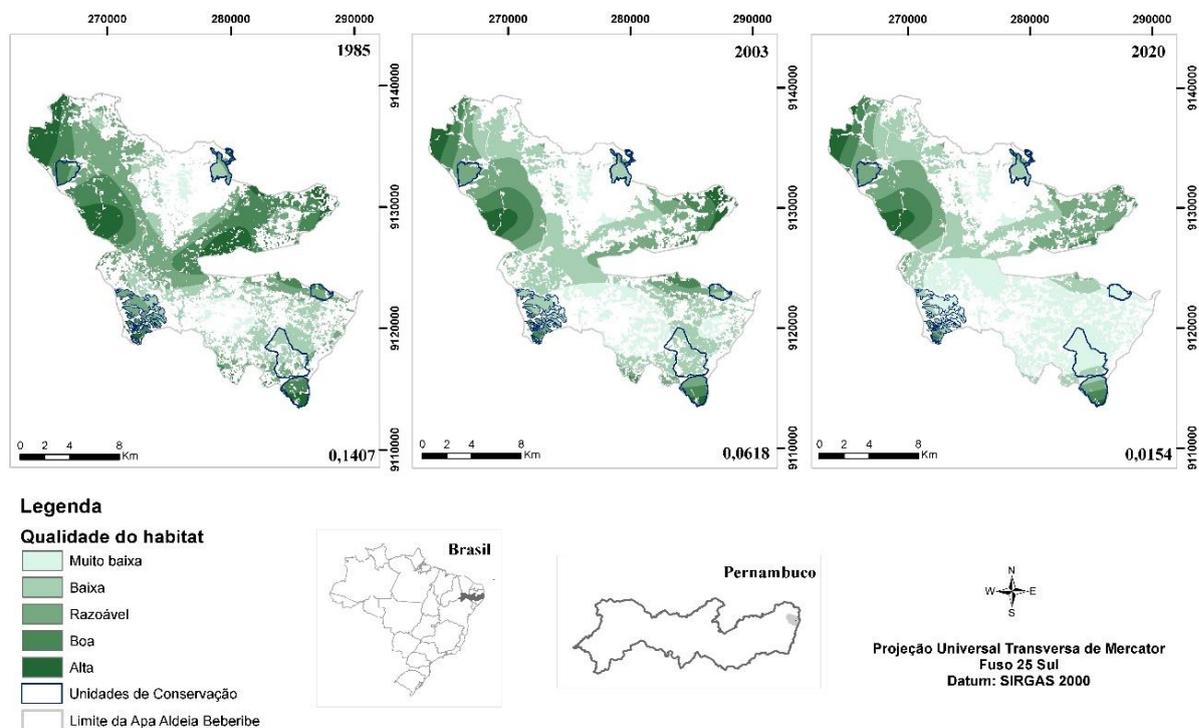 270000 280000 290000
270000 280000 290000
270000 280000 290000
1985
2003
2020
9140000
9130000
9120000
9110000
9140000
9130000
9120000
9110000
9140000
9130000
9120000
9110000
0 2 4 8
Km
0,1407
0 2 4 8
Km
0,0618
0 2 4 8
Km
0,0154
Legenda
Qualidade do habitat
Muito baixa
Baixa
Razoável
Boa
Alta
Unidades de Conservação
Limite da Apa Aldeia Beberibe
Brasil
Pernambuco
N
W E
S
Projeção Universal Transversa de Mercator
Fuso 25 Sul
Datum: SIRGAS 2000